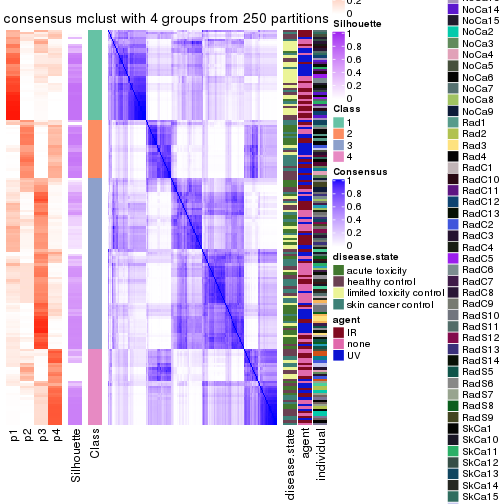 consensus mclust with 4 groups from 250 partitions
p1
p2
p3
p4
Silhouette
Class
disease.state
agent
individual
0.2
0
Silhouette
1
0.8
0.6
0.4
0.2
0
Class
1
2
3
4
Consensus
1
0.8
0.6
0.4
0.2
0
disease.state
acute toxicity
healthy control
limited toxicity control
skin cancer control
agent
IR
none
UV
NoCa14
NoCa15
NoCa2
NoCa3
NoCa4
NoCa5
NoCa6
NoCa7
NoCa8
NoCa9
Rad1
Rad2
Rad3
Rad4
RadC1
RadC10
RadC11
RadC12
RadC13
RadC2
RadC3
RadC4
RadC5
RadC6
RadC7
RadC8
RadC9
RadS10
RadS11
RadS12
RadS13
RadS14
RadS5
RadS6
RadS7
RadS8
RadS9
SkCa1
SkCa10
SkCa11
SkCa12
SkCa13
SkCa14
SkCa15